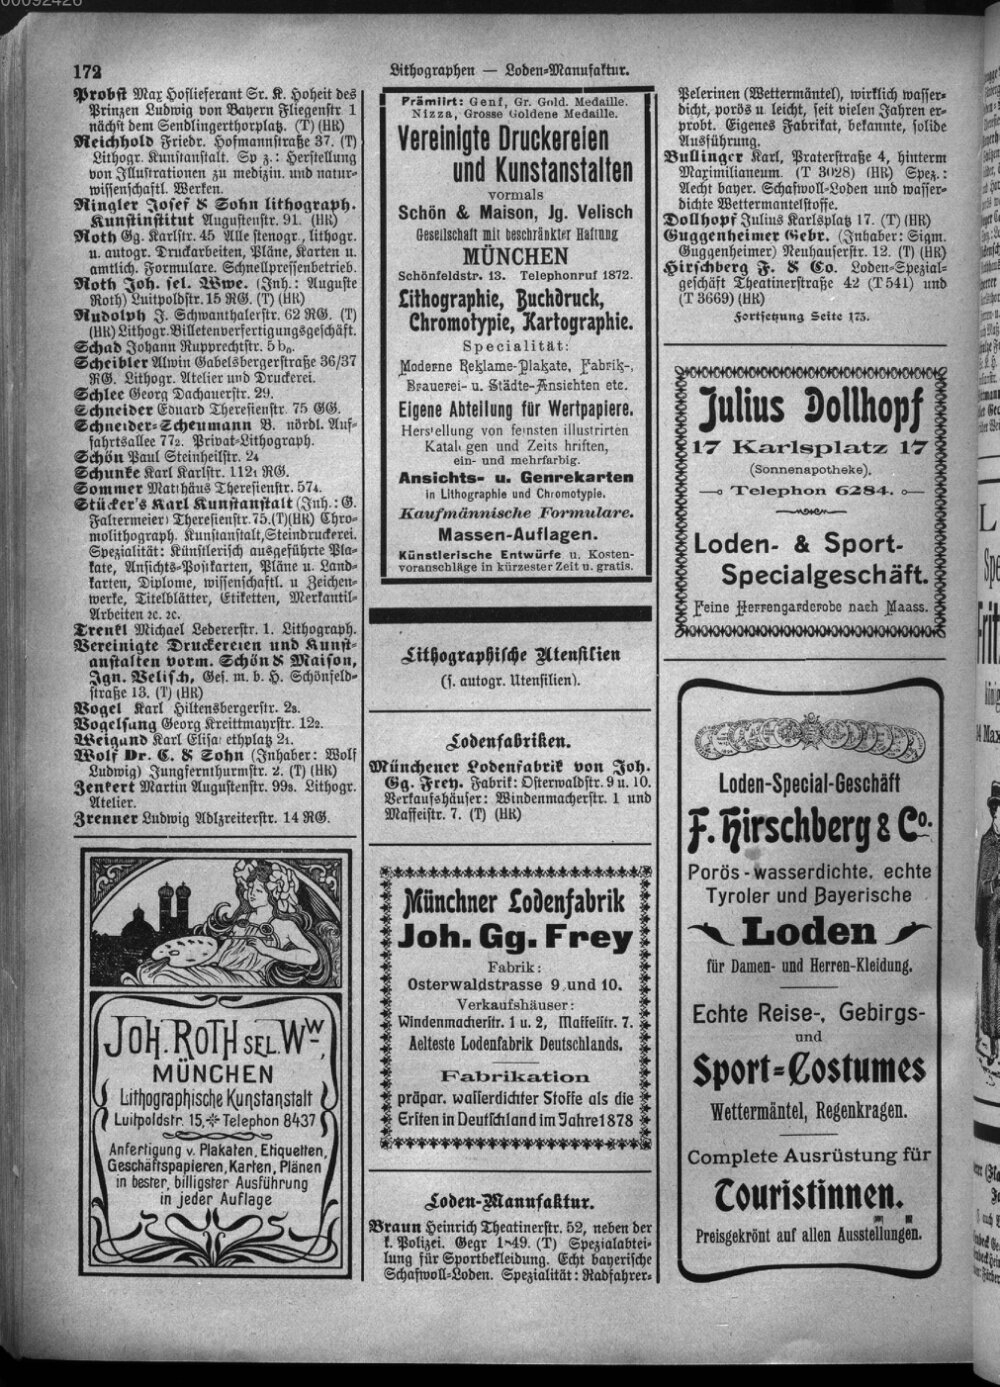 172
Lithographen — Loden-Manufaktur.
Probst Max Hoflieferant Sr. K. Hoheit des
Prinzen Ludwig von Bayern Fliegenstr 1
nächst dem Sendlingerthorplatz. (T) (HR)
Reichhold Friedr. Hofmannstraße 37. (T)
Lithogr. Kunstanstalt. Sp z.: Herstellung
von Illustrationen zu medizin. und natur-
wissenschaftl. Werken.
Ringler Josef & Sohn lithograph.
Kunstinstitut Augustenstr. 91. (HR)
Roth Gg. Karlstr. 45 Alle stenogr., lithogr.
u. autogr. Druckarbeiten, Pläne, Karten u.
amtlich. Formulare. Schnellpressenbetrieb.
Roth Joh. sel. Wwe. (Inh.: Auguste
Roth) Luitpoldstr. 15 RG. (T) (HR)
Rudolph J. Schwanthalerstr. 62 RG. (T)
(HR) Lithogr. Billetenverfertigungsgeschäft.
Schad Johann Rupprechtstr. 5b0.
Scheibler Alwin Gabelsbergerstraße 36/37
RG. Lithogr. Atelier und Druckerei.
Schlee Georg Dachauerstr. 29.
Schneider Eduard Theresienstr. 75 GG.
Schneider-Scheumann B. nördl. Auf-
fahrtsallee 772. Privat-Lithograph.
Schön Paul Steinheilstr. 24
Schunke Karl Karlstr. 1121 RG.
Sommer Matthäus Theresienstr. 574.
Stücker's Karl Kunstanstalt (Inh.: G.
Faltermeier) Theresienstr. 75. (T) (HR) Chro-
molithograph. Kunstanstalt, Steindruckerei.
Spezialität: Künstlerisch ausgeführte Pla-
kate, Ansichts-Postkarten, Pläne u. Land-
karten, Diplome, wissenschaftl. u Zeichen-
werke, Titelblätter, Etiketten, Merkantil-
Arbeiten 2c. 2c.
Trenkl Michael Ledererstr. 1. Lithograph.
Vereinigte Druckereien und Kunst-
anstalten vorm. Schön & Maison,
Ign. Velisch, Ges. m. b. H. Schönfeld-
straße 13. (T) (HR)
Vogel Karl Hiltensbergerstr. 23.
Vogelsang Georg Kreittmayrstr. 122.
Weigand Karl Elisa ethplatz 21.
Wolf Dr. C. & Sohn (Inhaber: Wolf
Ludwig) Jungfernthurmstr. 2. (T) (HR)
Zenkert Martin Augustenstr. 993. Lithogr.
Atelier.
Zrenner Ludwig Adlzreiterstr. 14 RG.
JOH. ROTH SEL. Ww.,
MÜNCHEN
Lithographische Kunstanstalt
Luitpoldstr. 15, Telephon 8437
Anfertigung v. Plakaten, Etiquetten,
Geschäftspapieren, Karten, Plänen
in bester, billigster Ausführung
in jeder Auflage
Prämiirt: Genf, Gr. Gold. Medaille.
Nizza, Grosse Goldene Medaille.
Vereinigte Druckereien
und Kunstanstalten
vormals
Schön & Maison, Jg. Velisch
Gesellschaft mit beschränkter Haftung
MÜNCHEN
Schönfeldstr. 13. Telephonruf 1872.
Lithographie, Buchdruck,
Chromotypie, Kartographie.
Specialität:
Moderne Reklame-Plakate, Fabrik-,
Brauerei- u. Städte-Ansichten etc.
Eigene Abteilung für Wertpapiere.
Herstellung von feinsten illustrirten
Katal gen und Zeits hriften,
ein- und mehrfarbig.
Ansichts- u. Genrekarten
in Lithographie und Chromotypie.
Kaufmännische Formulare.
Massen-Auflagen.
Künstlerische Entwürfe u. Kosten-
voranschläge in kürzester Zeit u. gratis.
Lithographische Utensilien
(s. autogr. Utensilien).
Lodenfabriken.
Münchener Lodenfabrik von Joh.
Gg. Frey. Fabrik: Osterwaldstr. 9 u. 10.
Verkaufshäuser: Windenmacherstr. 1 und
Maffeistr. 7. (T) (HR)
Münchner Lodenfabrik
Joh. Gg. Frey
Fabrik:
Osterwaldstrasse 9 und 10.
Verkaufshäuser:
Windenmacherstr. 1 u. 2, Maffeistr. 7.
Aelteste Lodenfabrik Deutschlands.
Fabrikation
präpar. wasserdichter Stoffe als die
Ersten in Deutschland im Jahre 1878
Loden-Manufaktur.
Braun Heinrich Theatinerstr. 52, neben der
k. Polizei. Gegr 1849. (T) Spezialabtei-
lung für Sportbekleidung. Echt bayerische
Schafwoll-Loden. Spezialität: Radfahrer-
Pelerinen (Wettermäntel), wirklich wasser-
dicht, porös u. leicht, seit vielen Jahren er-
probt. Eigenes Fabrikat, bekannte, solide
Ausführung.
Bullinger Karl, Praterstraße 4, hinterm
Maximilianeum. (T 3028) (HR) Spez.:
Aecht bayer. Schafwoll-Loden und wasser-
dichte Wettermantelstoffe.
Dollhopf Julius Karlsplatz 17. (T) (HR)
Guggenheimer Gebr. (Inhaber: Sigm.
Guggenheimer) Neuhauserstr. 12. (T) (HR)
Hirschberg F. & Co. Loden-Spezial-
geschäft Theatinerstraße 42 (T 541) und
(T 3669) (HR)
Fortsetzung Seite 173.
Julius Dollhopf
17 Karlsplatz 17
(Sonnenapotheke).
Telephon 6284.
Loden- & Sport-
Specialgeschäft.
Feine Herrengarderobe nach Maass.
Loden-Special-Geschäft
F. Hirschberg & Co.
Porös-wasserdichte, echte
Tyroler und Bayerische
Loden
für Damen- und Herren-Kleidung.
Echte Reise-, Gebirgs-
und
Sport-Costumes
Wettermäntel, Regenkragen.
Complete Ausrüstung für
Touristinnen.
Preisgekrönt auf allen Ausstellungen.